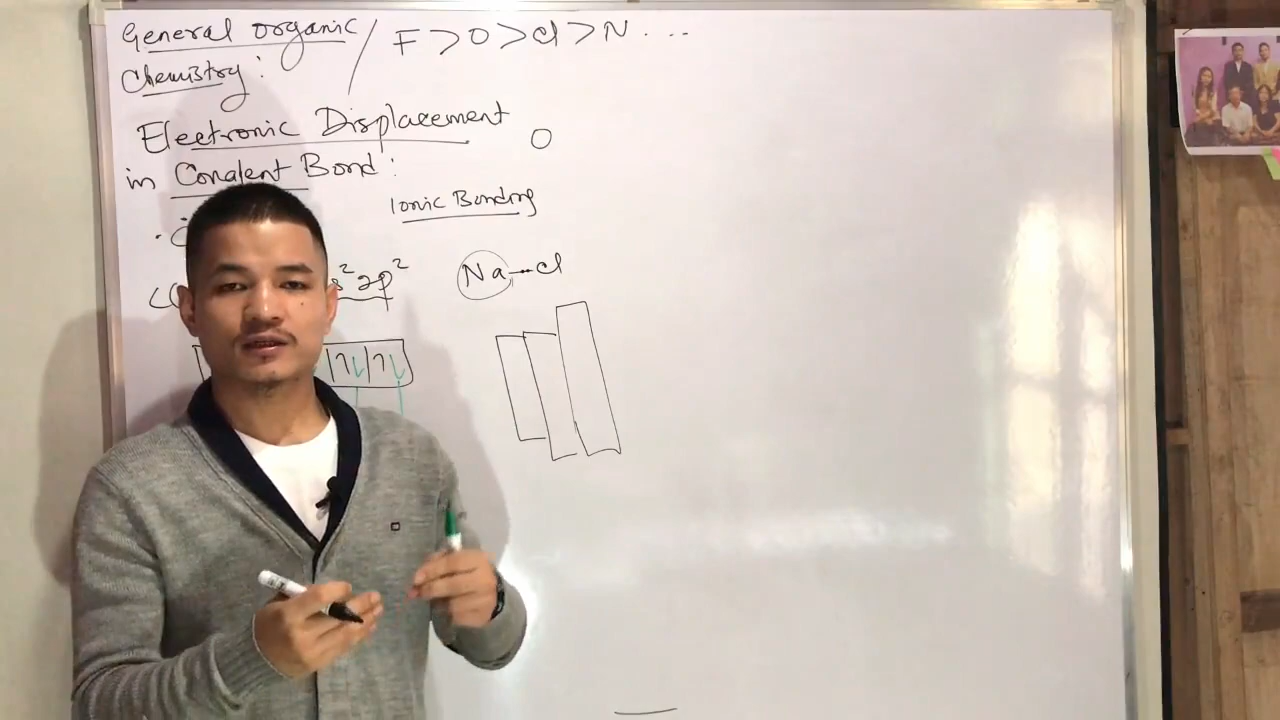 General organic / F > O > Cl > N ...
Chemistry :
Electronic Displacement
O
in Covalent Bond :
Ionic Bonding
2p²
Na-Cl